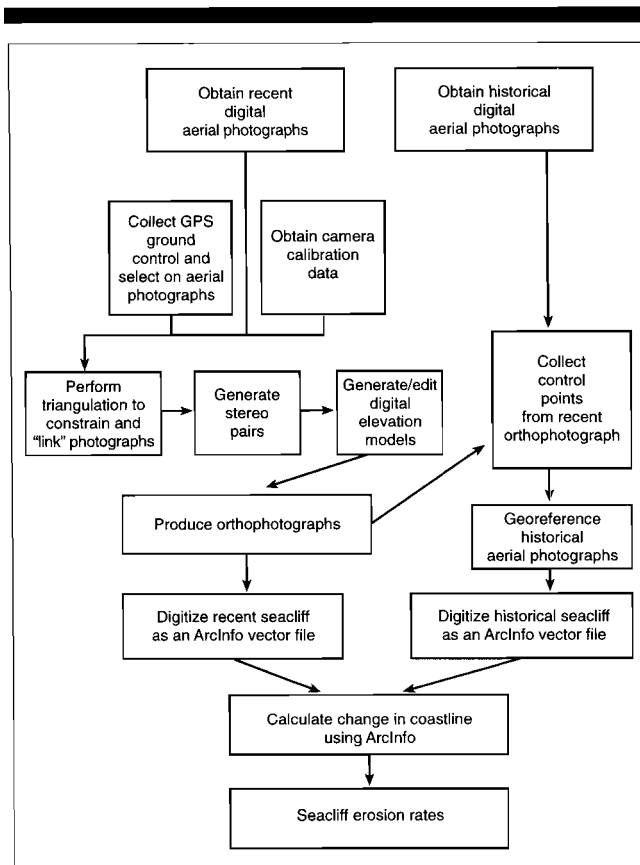 Obtain recent
digital
aerial photographs
Obtain historical
digital
aerial photographs
Collect GPS
ground
control and
select on aerial
photographs
Obtain camera
calibration
data
Perform
triangulation to
constrain and
"link" photographs
Generate
stereo
pairs
Generate/edit
digital
elevation
models
Collect
control
points
from recent
orthophotograph
Produce orthophotographs
Georeference
historical
aerial photographs
Digitize recent seacliff
as an ArcInfo vector file
Digitize historical seacliff
as an ArcInfo vector file
Calculate change in coastline
using ArcInfo
Seacliff erosion rates